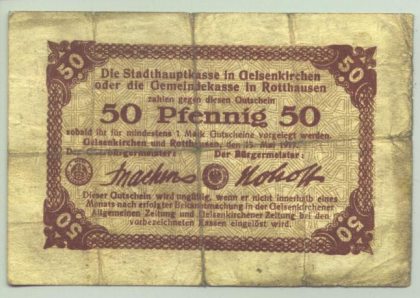 50 50
Die Stadthauptkasse in Gelsenkirchen
oder die Gemeindekasse in Rotthausen
zahlen gegen diesen Gutschein
50 Pfennig 50
sobald ihr für mindestens 1 Mark Gutscheine vorgelegt werden.
Gelsenkirchen und Rotthausen, den 15. Mai 1917.
Der Oberbürgermeister: Der Bürgermeister:
Dieser Gutschein wird ungültig, wenn er nicht innerhalb eines
Monats nach erfolgter Bekanntmachung in der Gelsenkirchener
Allgemeinen Zeitung und Gelsenkirchener Zeitung bei den
vorbezeichneten Kassen eingelöst wird.
50 50